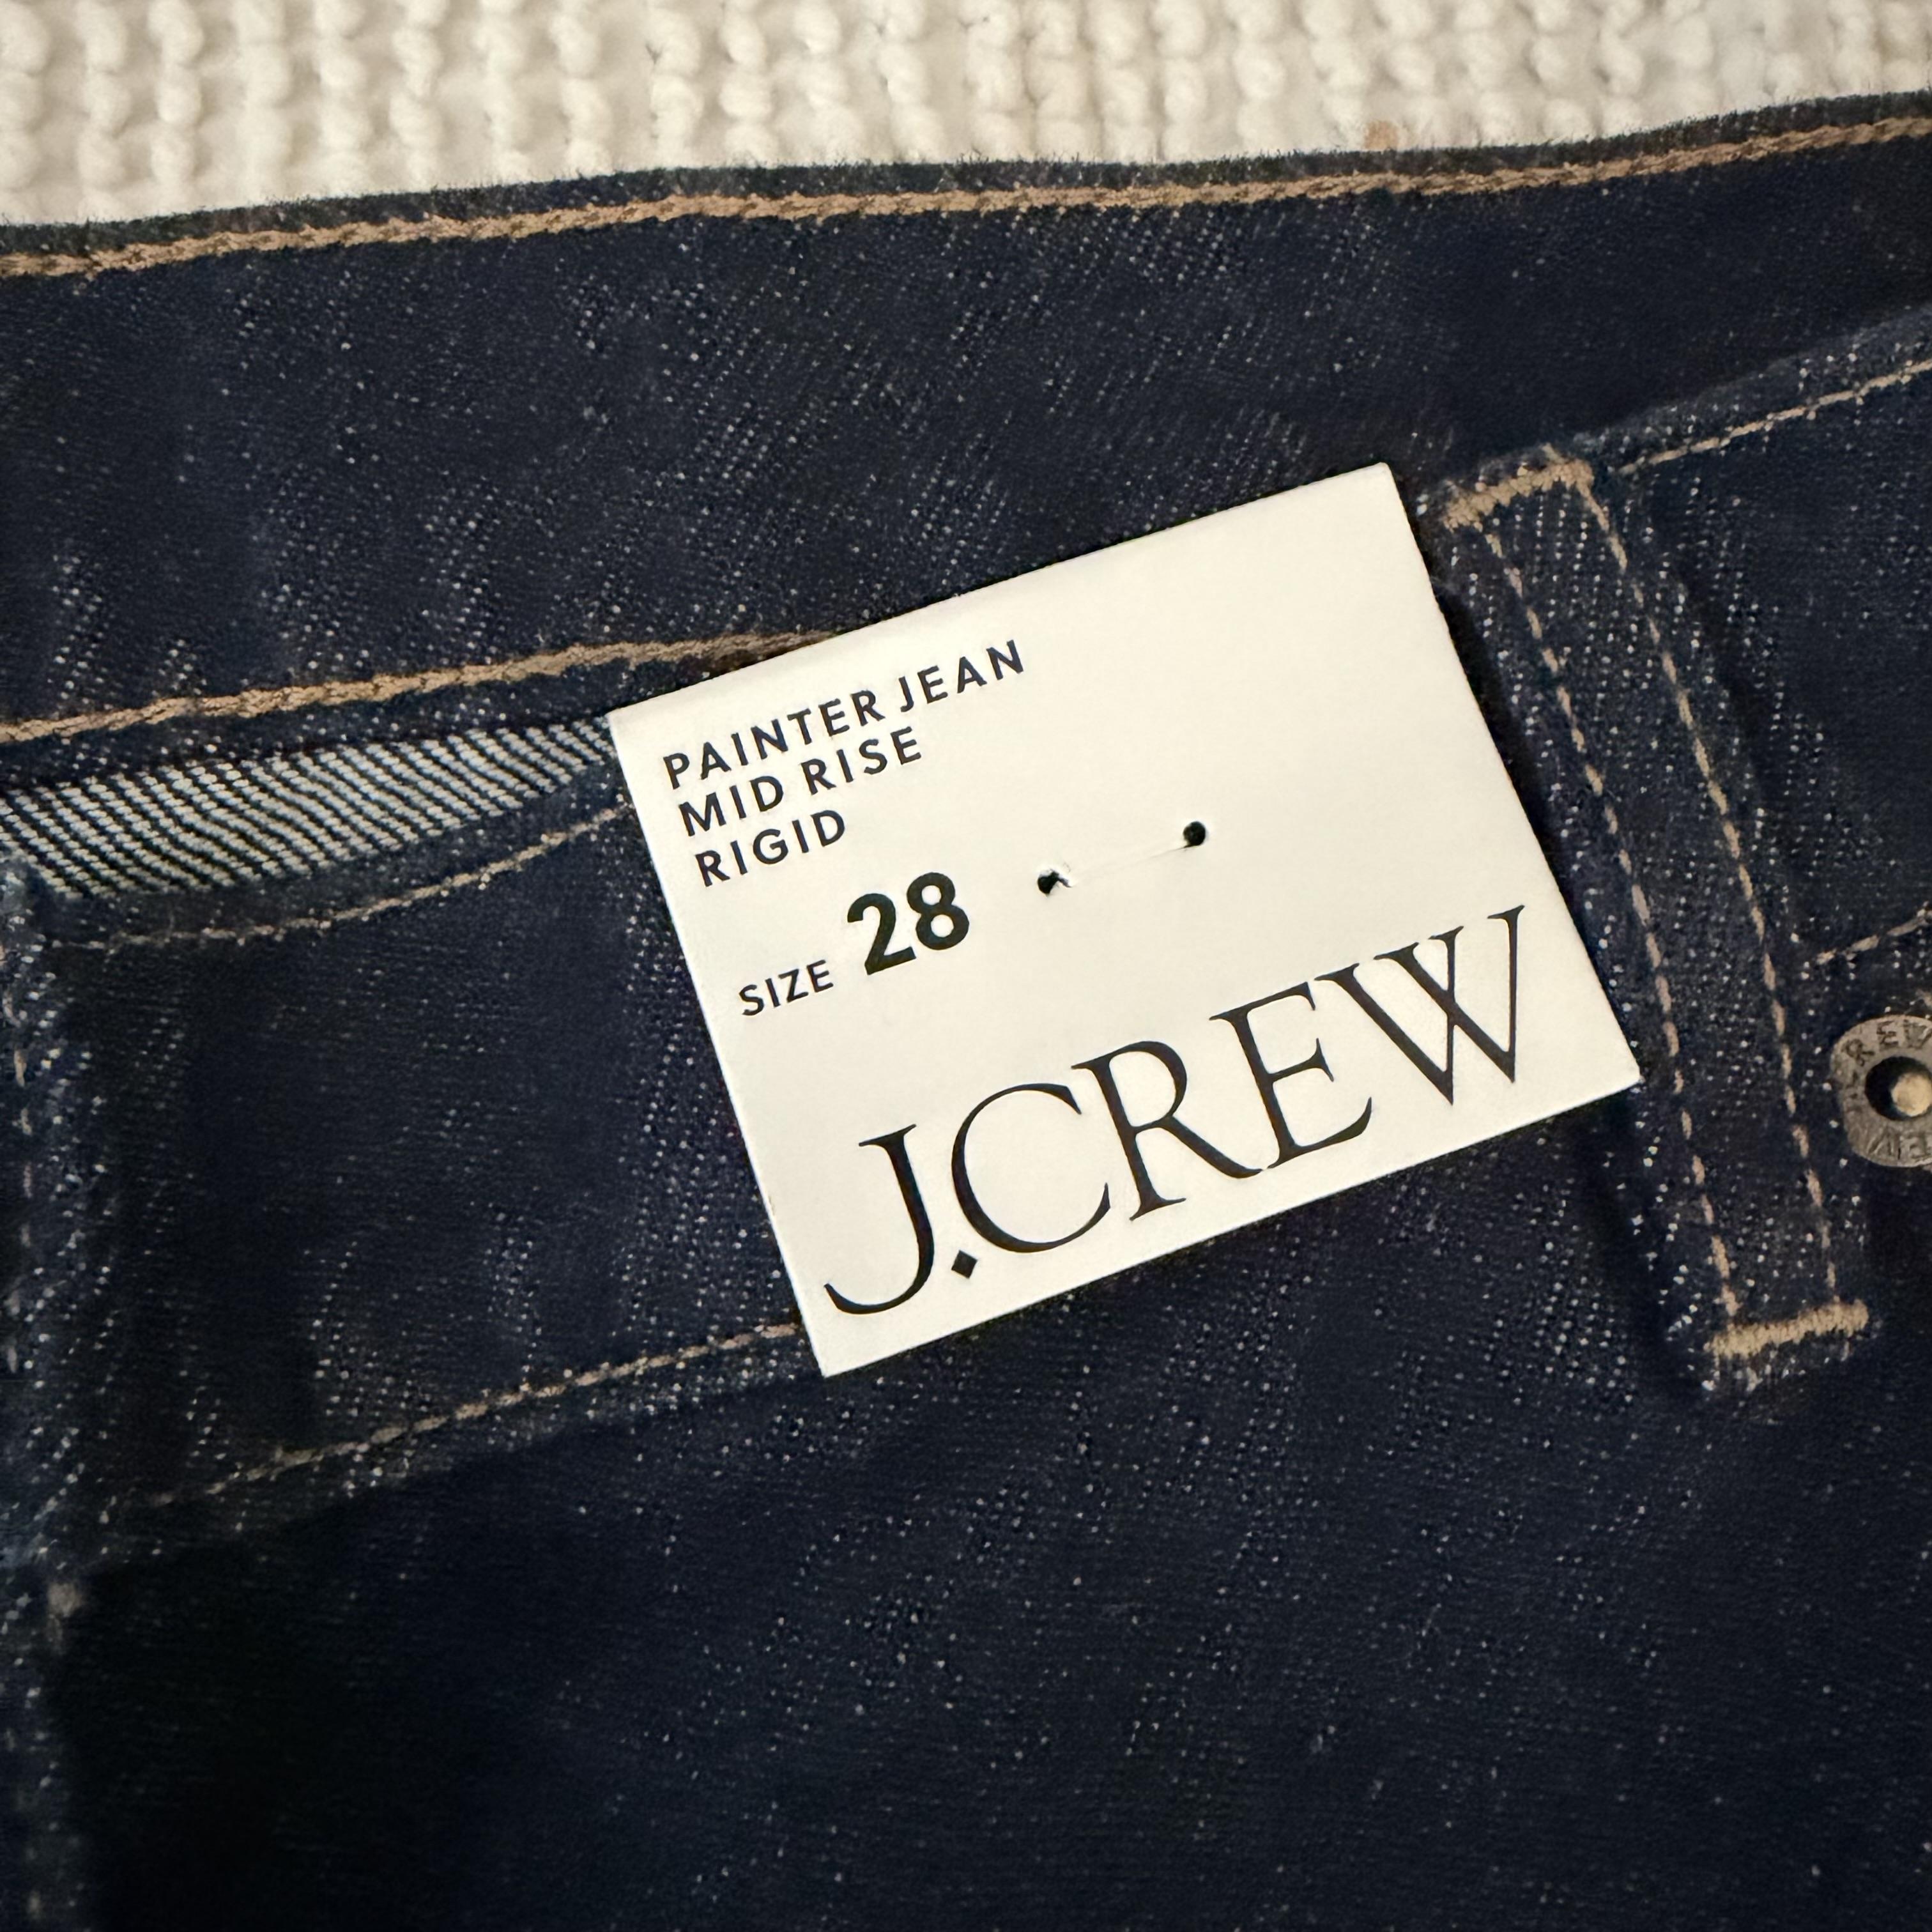 PAINTER JEAN
MID RISE
RIGID
SIZE 28
J.CREW